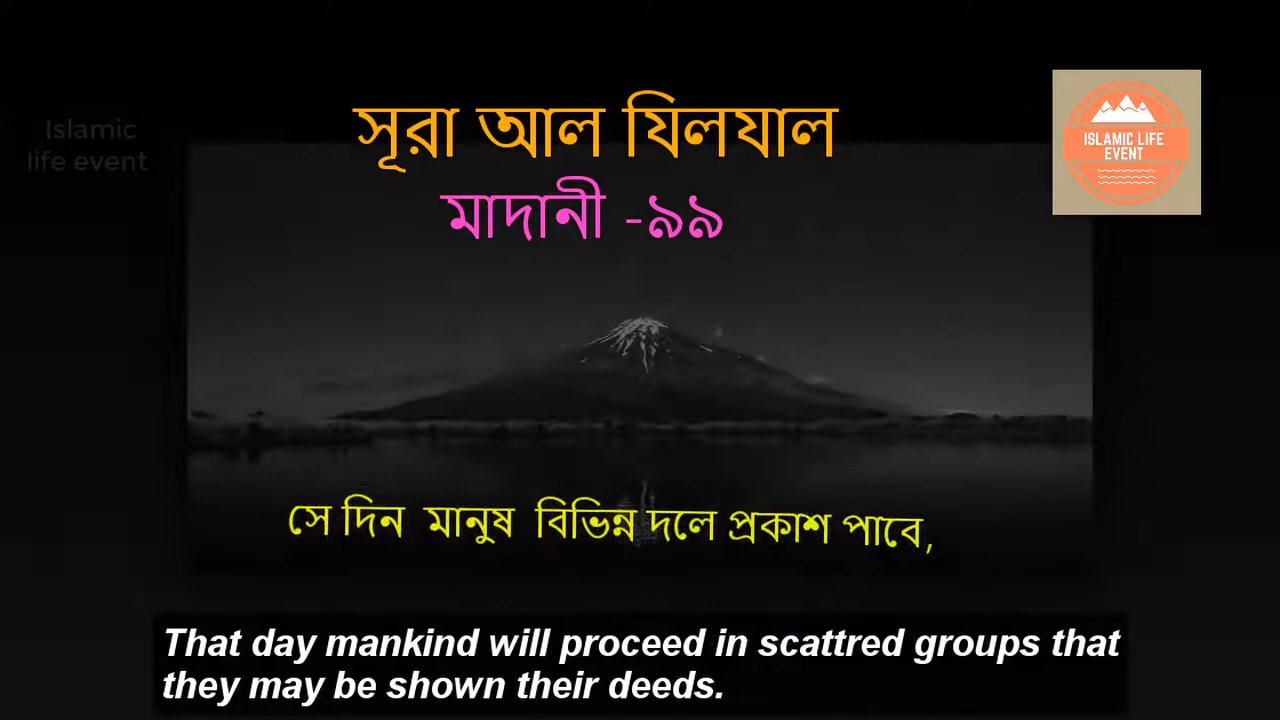 সূরা আল যিলযাল
মাদানী -৯৯
Islamic
life event
ISLAMIC LIFE
EVENT
সে দিন মানুষ বিভিন্ন দলে প্রকাশ পাবে,
That day mankind will proceed in scattred groups that
they may be shown their deeds.